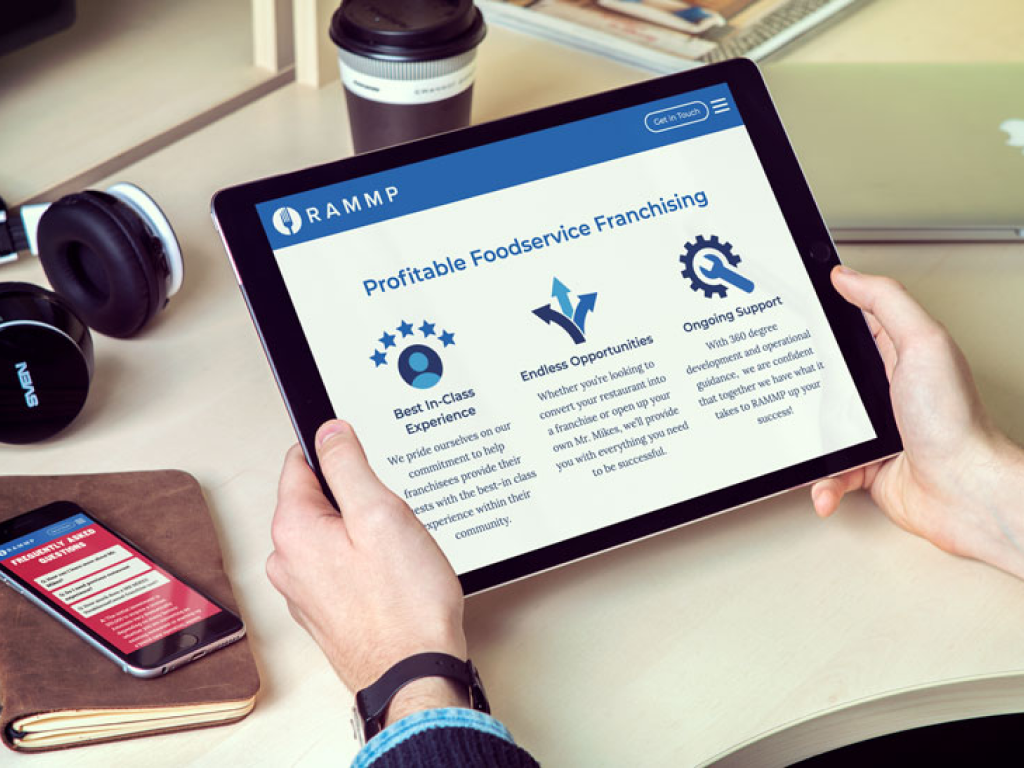 Get in Touch
RAMMP
Profitable Foodservice Franchising
Best In-Class
Experience
We pride ourselves on our
commitment to help
franchisees provide their
ests with the best-in class
experience within their
community.
Endless Opportunities
Whether you're looking to
convert your restaurant into
a franchise or open up your
own Mr. Mikes, we'll provide
you with everything you need
to be successful.
Ongoing Support
With 360 degree
development and operational
guidance, we are confident
that together we have what it
takes to RAMMP up your
success!
SVEN
RAMMP
FREQUENTLY ASKED
QUESTIONS